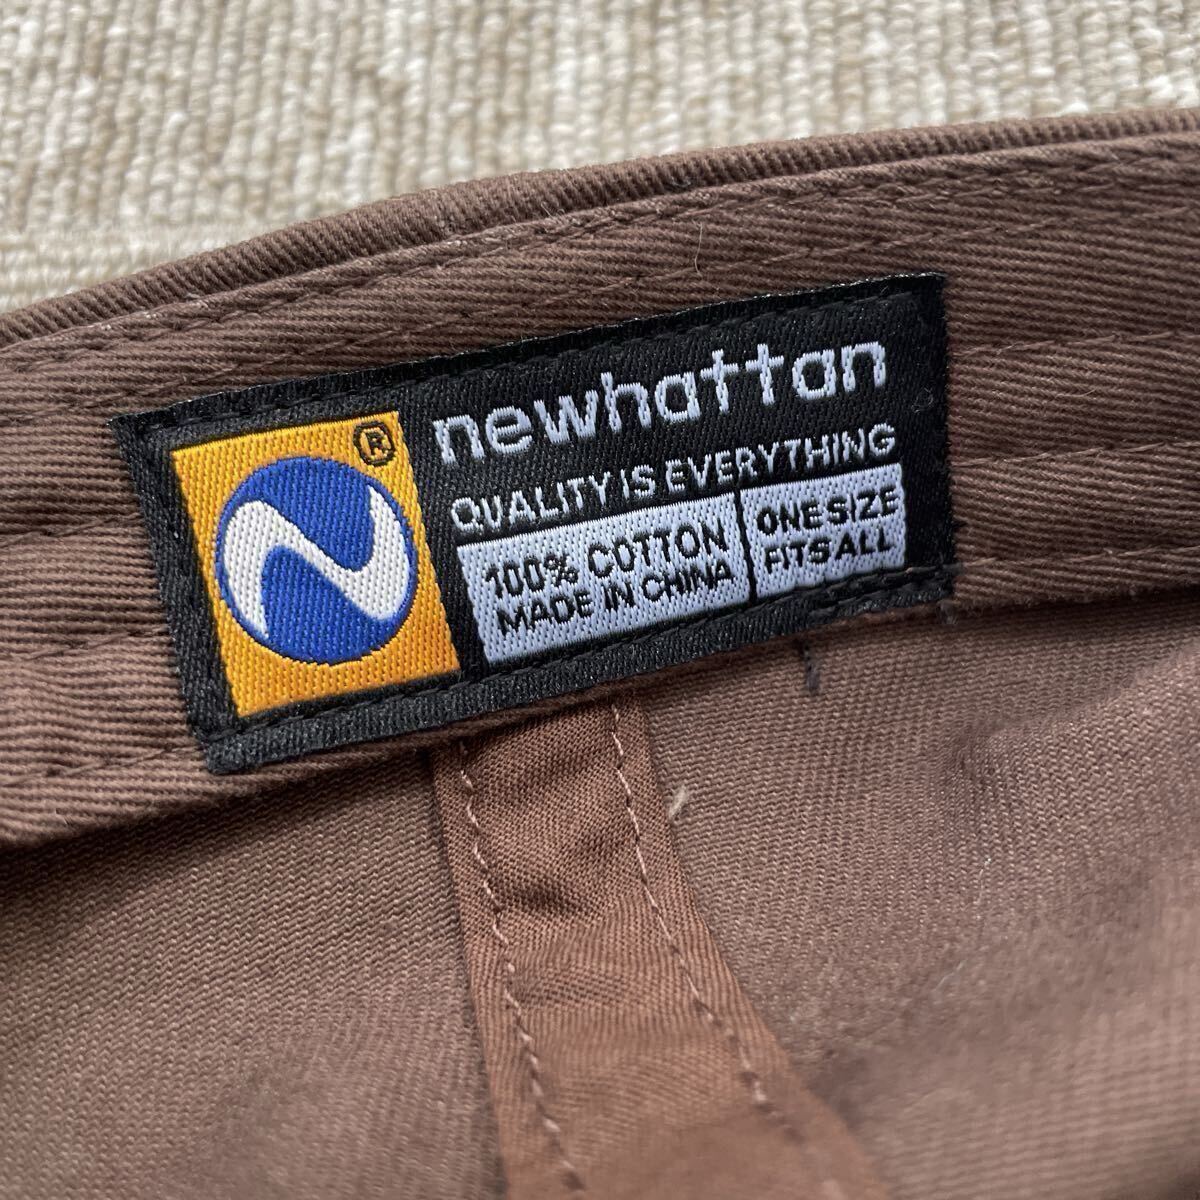 ®
newhattan
QUALITY IS EVERYTHING
100% COTTON
MADE IN CHINA
ONE SIZE
FITS ALL